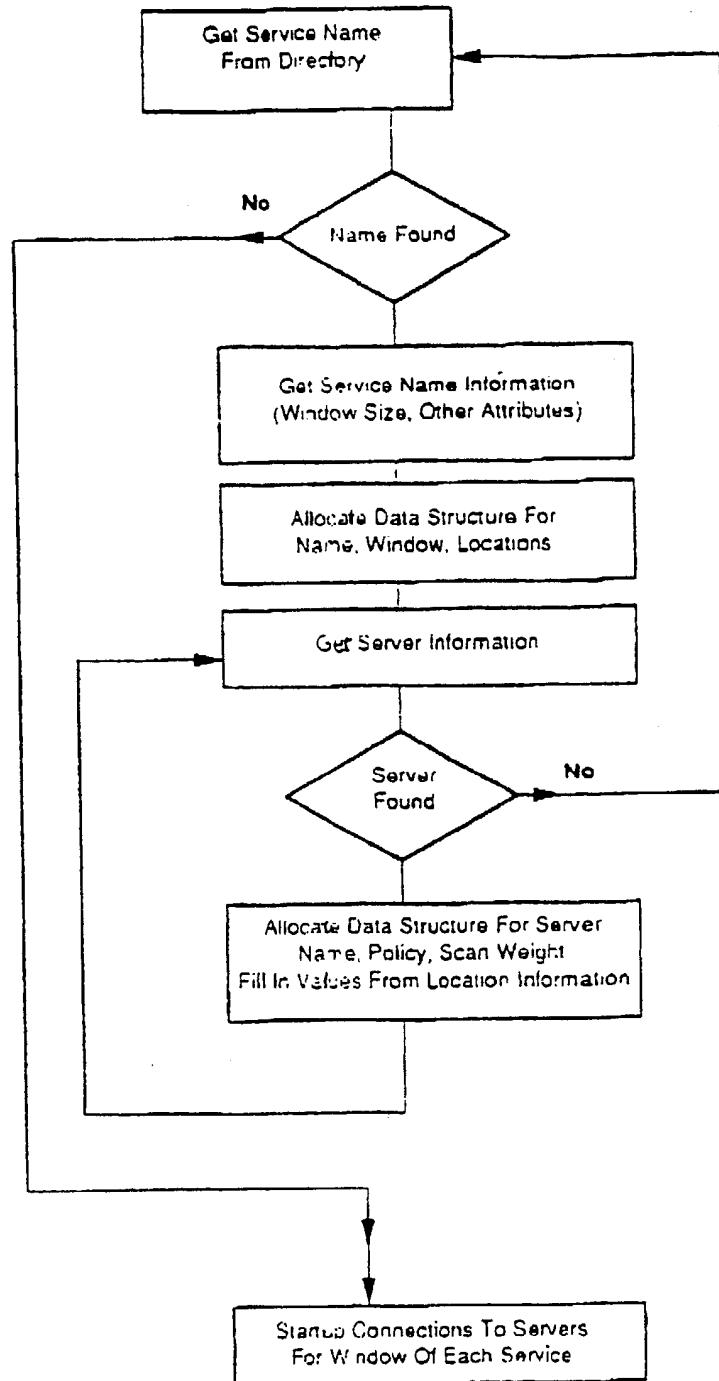 Get Service Name
From Directory
No
Name Found
Get Service Name Information
(Window Size, Other Attributes)
Allocate Data Structure For
Name, Window, Locations
Get Server Information
Server
Found
No
Allocate Data Structure For Server
Name, Policy, Scan Weight
Fill In Values From Location Information
Startup Connections To Servers
For Window Of Each Service